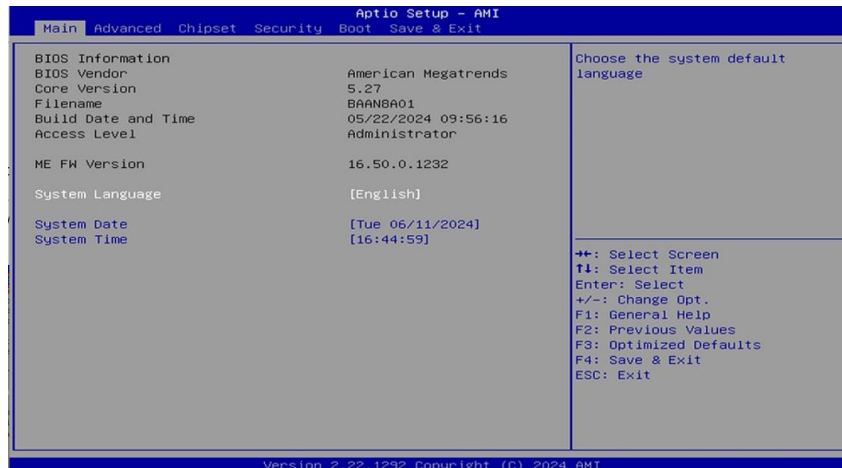 Aptio Setup – AMI
Main Advanced Chipset Security Boot Save & Exit
BIOS Information
BIOS Vendor American Megatrends
Core Version 5.27
Filename BAAN8A01
Build Date and Time 05/22/2024 09:56:16
Access Level Administrator
ME FW Version 16.50.0.1232
System Language [English]
System Date [Tue 06/11/2024]
System Time [16:44:59]
Choose the system default
language
→←: Select Screen
↑↓: Select Item
Enter: Select
+/-: Change Opt.
F1: General Help
F2: Previous Values
F3: Optimized Defaults
F4: Save & Exit
ESC: Exit
Version 2.22.1292 Copyright (C) 2024 AMI